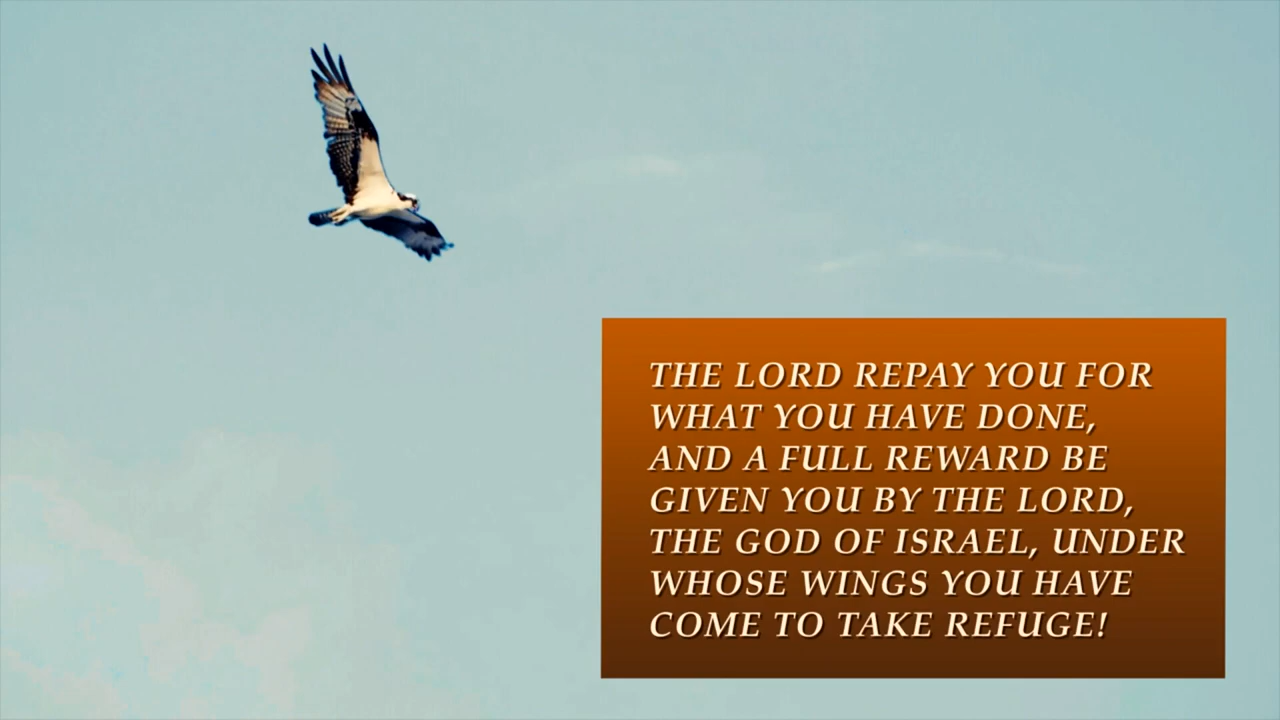 THE LORD REPAY YOU FOR
WHAT YOU HAVE DONE,
AND A FULL REWARD BE
GIVEN YOU BY THE LORD,
THE GOD OF ISRAEL, UNDER
WHOSE WINGS YOU HAVE
COME TO TAKE REFUGE!